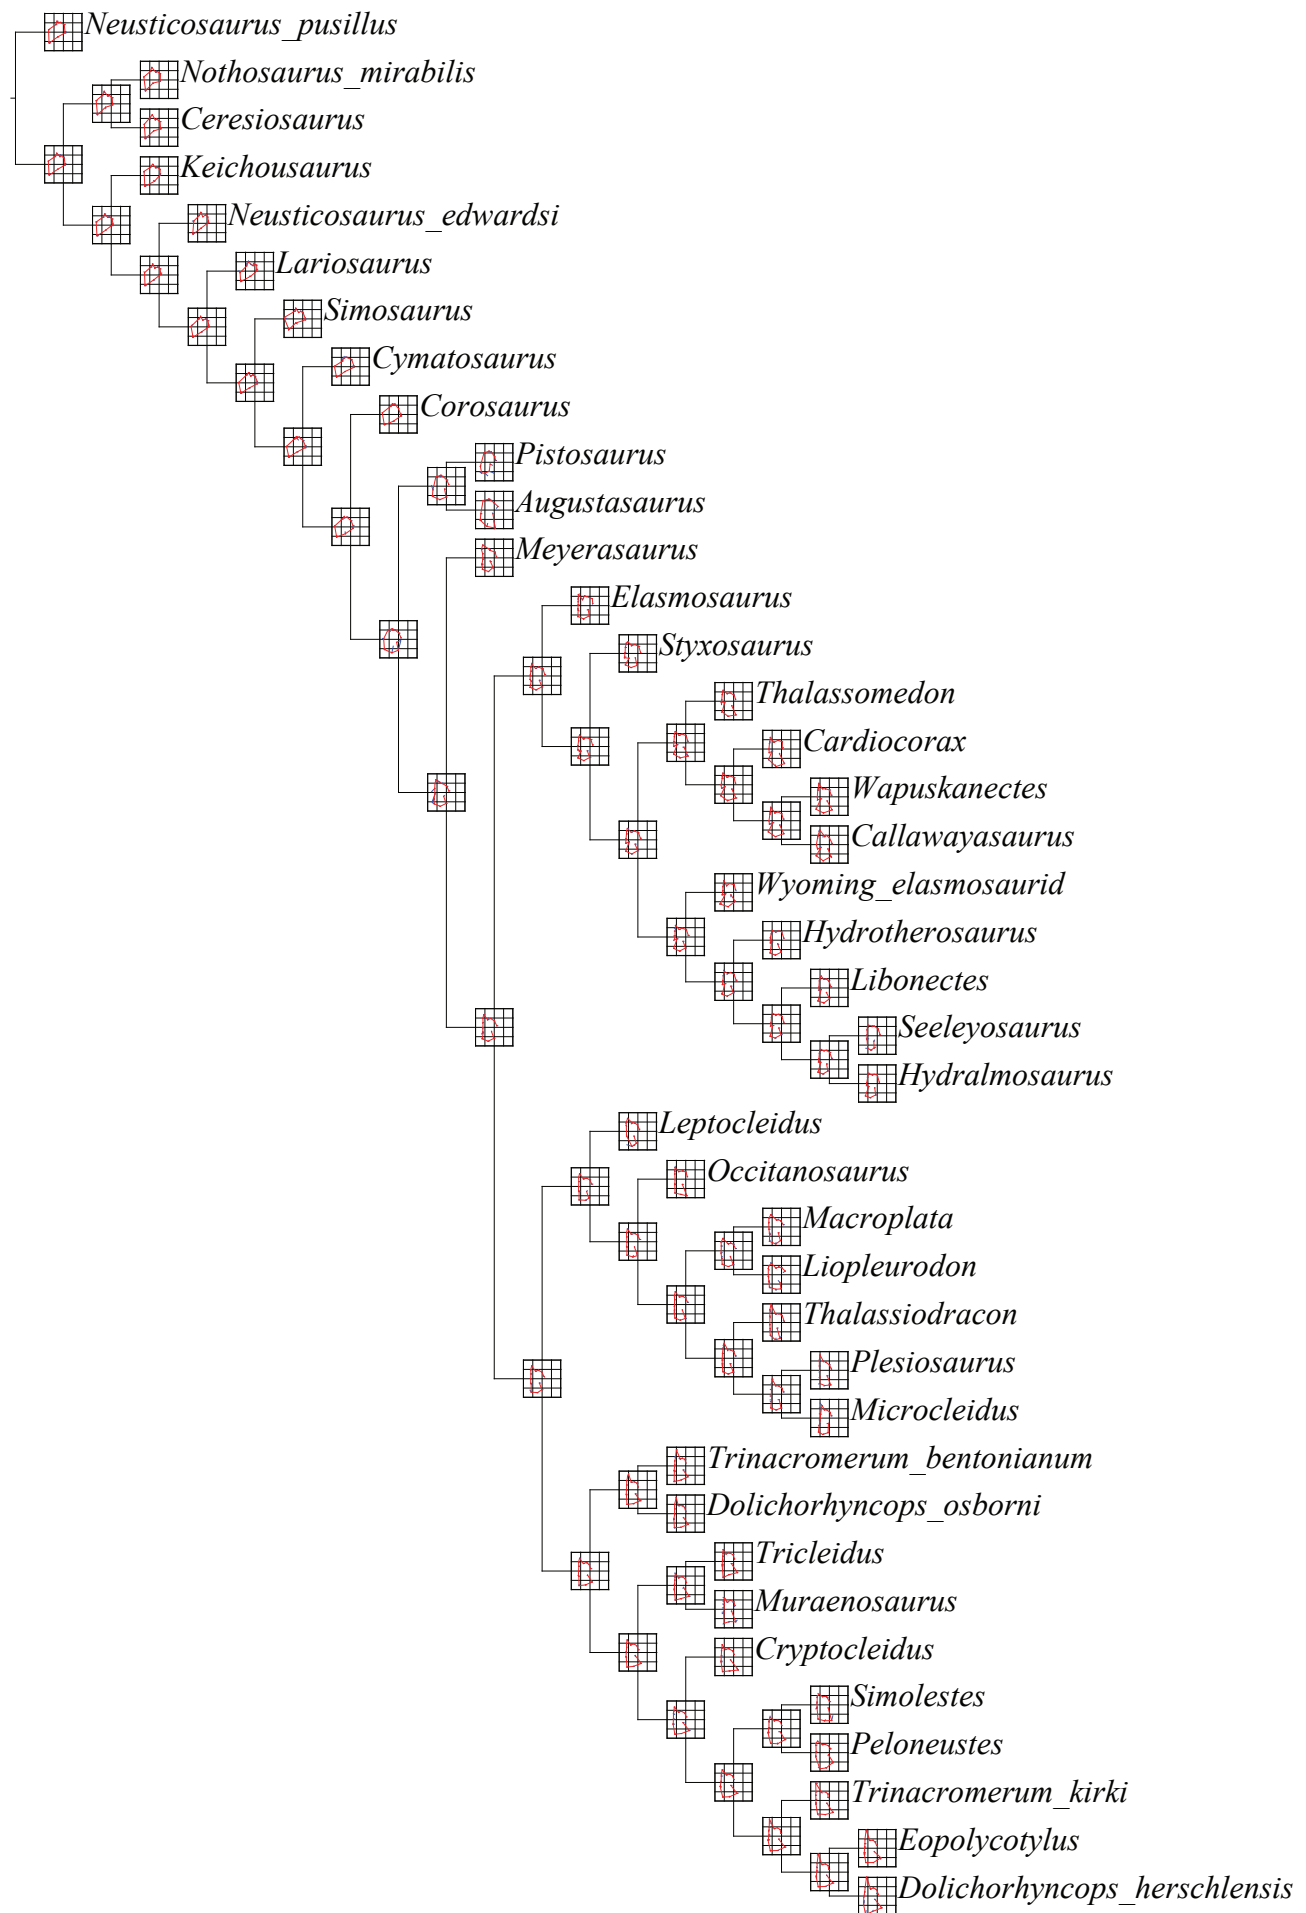 Neusticosaurus_pusillus
Nothosaurus_mirabilis
Ceresiosaurus
Keichousaurus
Neusticosaurus_edwardsi
Lariosaurus
Simosaurus
Cymatosaurus
Corosaurus
Pistosaurus
Augustasaurus
Meyerasaurus
Elasmosaurus
Styxosaurus
Thalassomedon
Cardiocorax
Wapuskanectes
Callawayasaurus
Wyoming_elasmosaurid
Hydrotherosaurus
Libonectes
Seeleyosaurus
Hydralmosaurus
Leptocleidus
Occitanosaurus
Macroplata
Liopleurodon
Thalassiodracon
Plesiosaurus
Microcleidus
Trinacromerum_bentonianum
Dolichorhyncops_osborni
Tricleidus
Muraenosaurus
Cryptocleidus
Simolestes
Peloneustes
Trinacromerum_kirki
Eopolycotylus
Dolichorhyncops_herschlensis